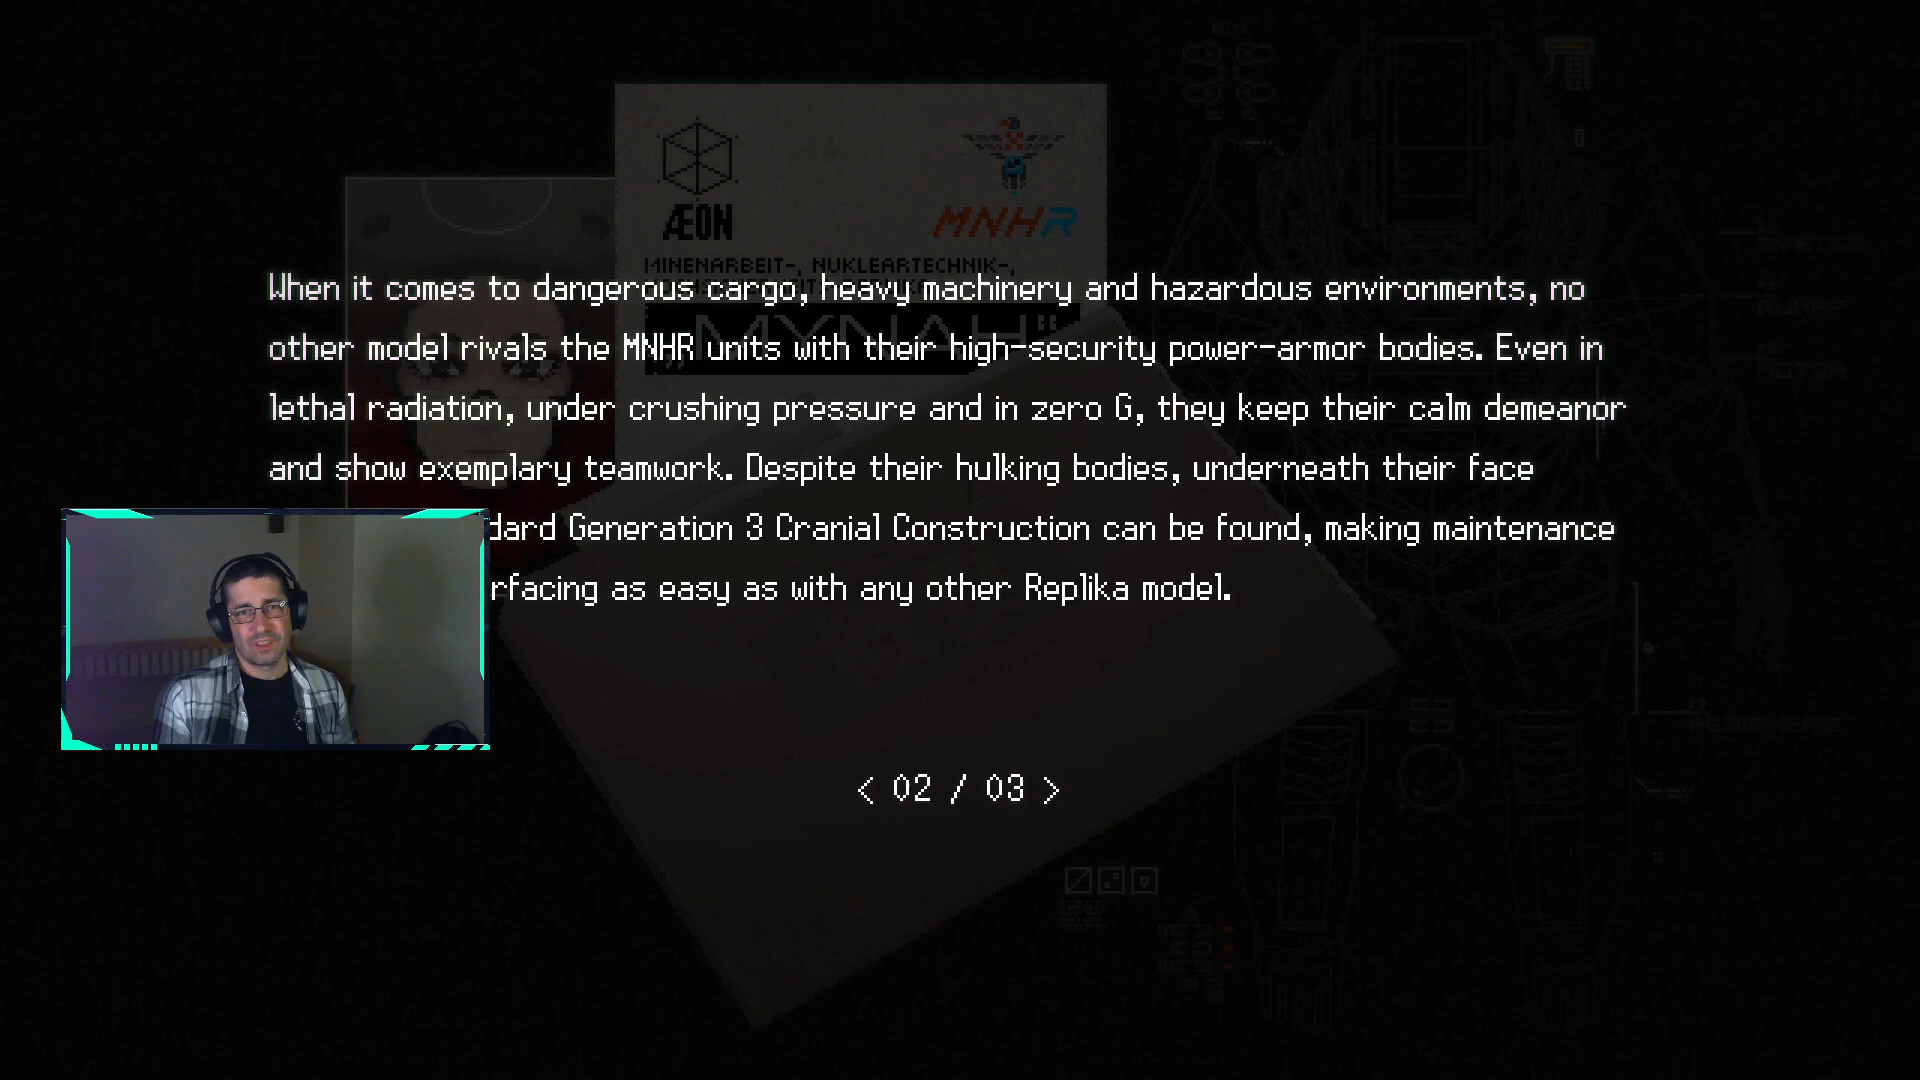 ÆON
MNHR
MINENARBEIT-, NUKLEARTECHNIK-,
"MYNAH"
When it comes to dangerous cargo, heavy machinery and hazardous environments, no
other model rivals the MNHR units with their high-security power-armor bodies. Even in
lethal radiation, under crushing pressure and in zero G, they keep their calm demeanor
and show exemplary teamwork. Despite their hulking bodies, underneath their face
dard Generation 3 Cranial Construction can be found, making maintenance
rfacing as easy as with any other Replika model.
PERIPHERIE
< 02 / 03 >